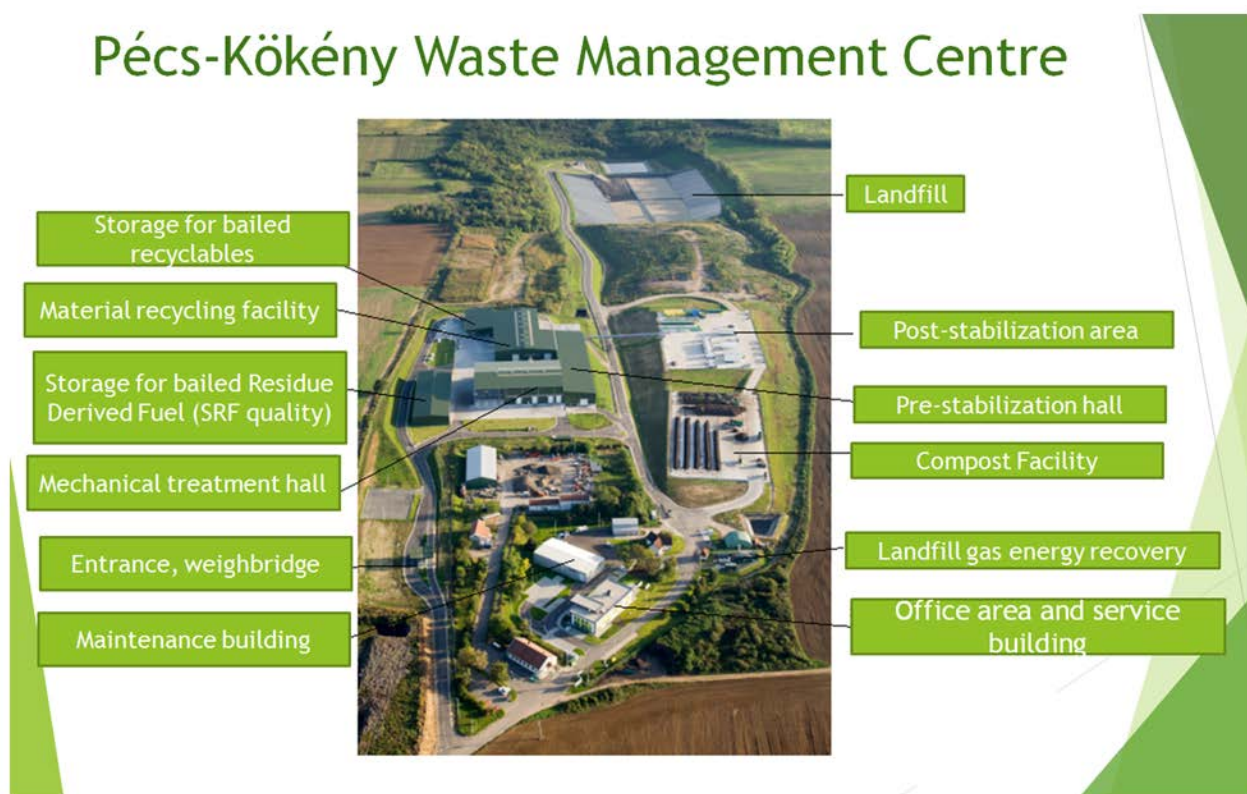 Pécs-Kökény Waste Management Centre
Storage for bailed
recyclables
Material recycling facility
Storage for bailed Residue
Derived Fuel (SRF quality)
Mechanical treatment hall
Entrance, weighbridge
Maintenance building
Landfill
Post-stabilization area
Pre-stabilization hall
Compost Facility
Landfill gas energy recovery
Office area and service
building